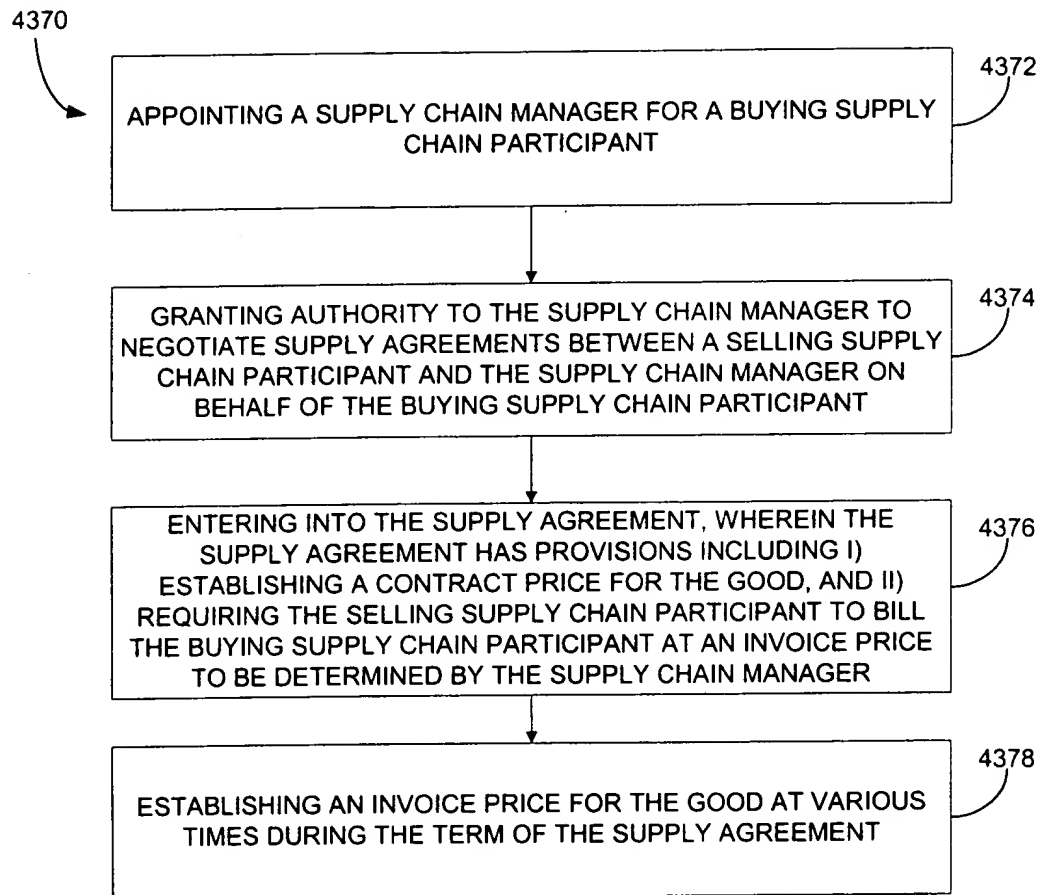 4370
4372
APPOINTING A SUPPLY CHAIN MANAGER FOR A BUYING SUPPLY
CHAIN PARTICIPANT
4374
GRANTING AUTHORITY TO THE SUPPLY CHAIN MANAGER TO
NEGOTIATE SUPPLY AGREEMENTS BETWEEN A SELLING SUPPLY
CHAIN PARTICIPANT AND THE SUPPLY CHAIN MANAGER ON
BEHALF OF THE BUYING SUPPLY CHAIN PARTICIPANT
4376
ENTERING INTO THE SUPPLY AGREEMENT, WHEREIN THE
SUPPLY AGREEMENT HAS PROVISIONS INCLUDING I)
ESTABLISHING A CONTRACT PRICE FOR THE GOOD, AND II)
REQUIRING THE SELLING SUPPLY CHAIN PARTICIPANT TO BILL
THE BUYING SUPPLY CHAIN PARTICIPANT AT AN INVOICE PRICE
TO BE DETERMINED BY THE SUPPLY CHAIN MANAGER
4378
ESTABLISHING AN INVOICE PRICE FOR THE GOOD AT VARIOUS
TIMES DURING THE TERM OF THE SUPPLY AGREEMENT